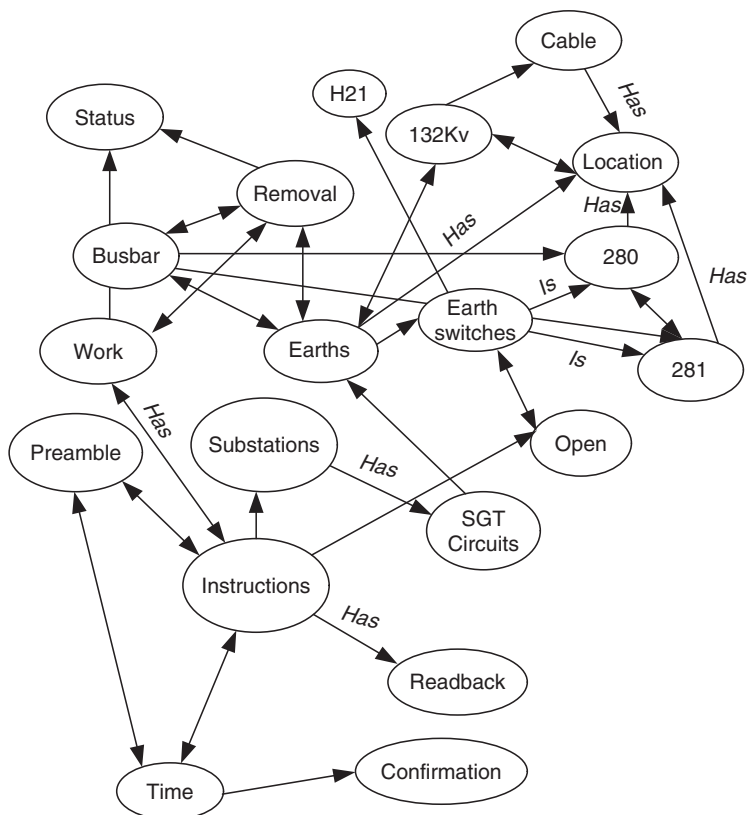 Cable
H21
Has
Status
132Kv
Location
Removal
Has
Has
Busbar
280
Has
Is
Earth
switches
Work
Earths
Is
281
Has
Preamble
Substations
Open
Has
SGT
Circuits
Instructions
Has
Readback
Time
Confirmation